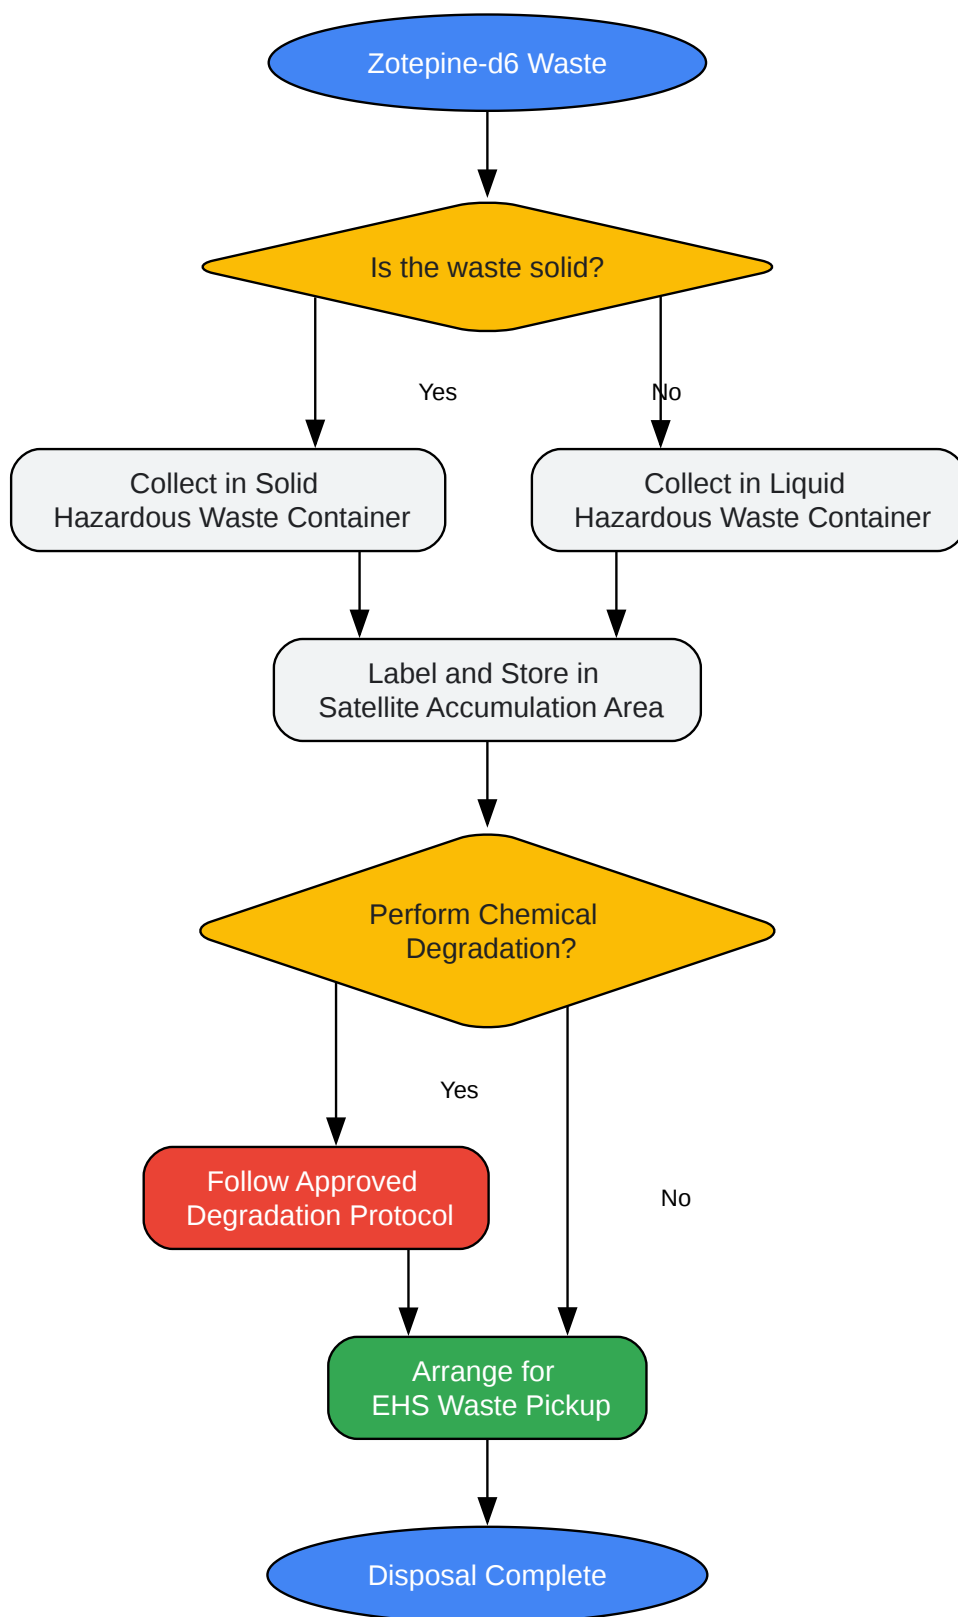 Zotepine-d6 Waste
Is the waste solid?
Yes
No
Collect in Solid
Hazardous Waste Container
Collect in Liquid
Hazardous Waste Container
Label and Store in
Satellite Accumulation Area
Perform Chemical
Degradation?
Yes
Follow Approved
Degradation Protocol
No
Arrange for
EHS Waste Pickup
Disposal Complete